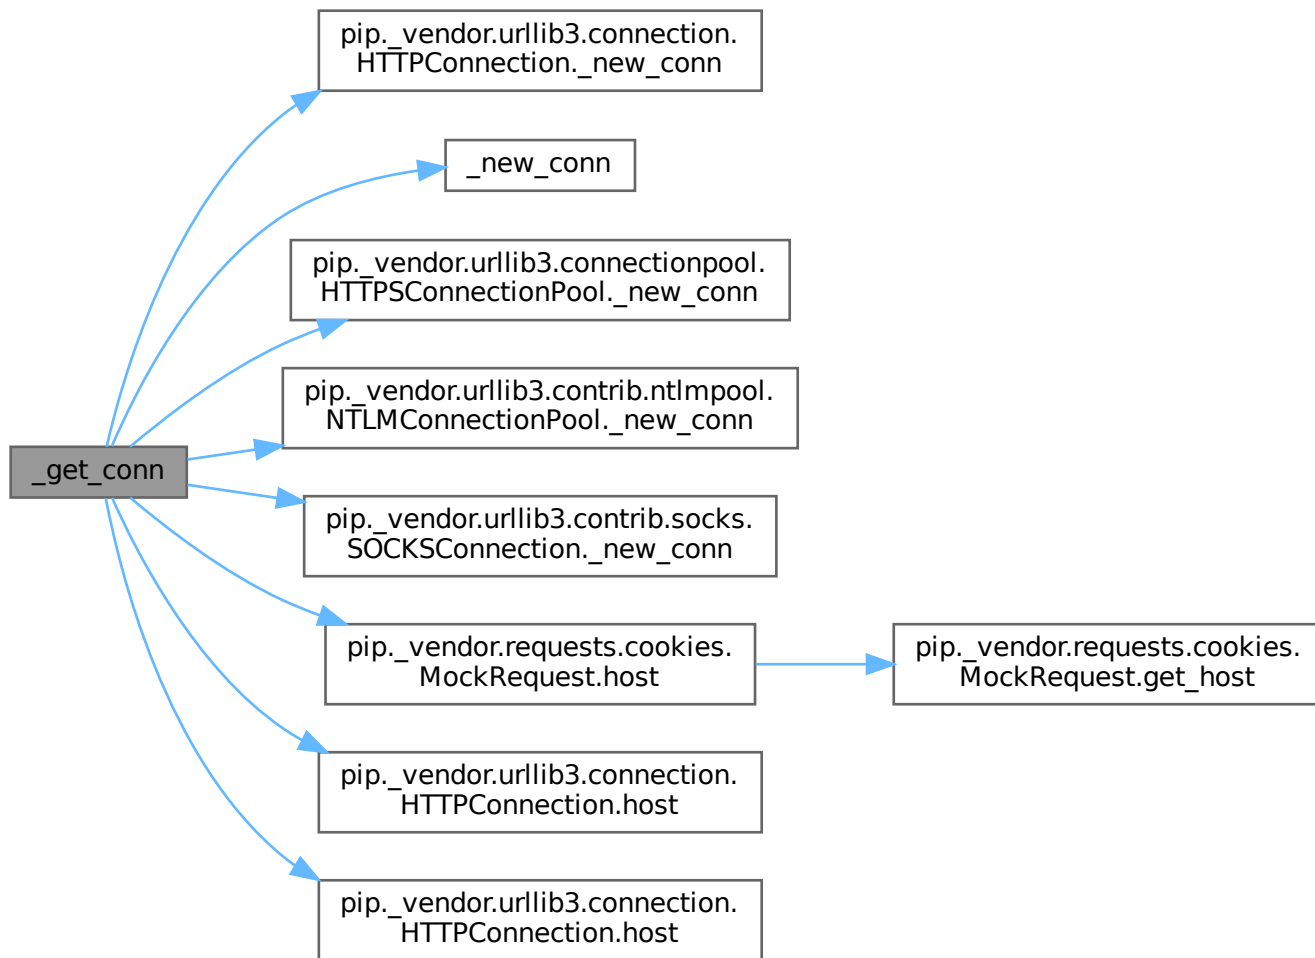 pip._vendor.urllib3.connection.
HTTPConnection._new_conn
_new_conn
pip._vendor.urllib3.connectionpool.
HTTPSConnectionPool._new_conn
pip._vendor.urllib3.contrib.ntlmpool.
NTLMConnectionPool._new_conn
_get_conn
pip._vendor.urllib3.contrib.socks.
SOCKSConnection._new_conn
pip._vendor.requests.cookies.
MockRequest.host
pip._vendor.requests.cookies.
MockRequest.get_host
pip._vendor.urllib3.connection.
HTTPConnection.host
pip._vendor.urllib3.connection.
HTTPConnection.host